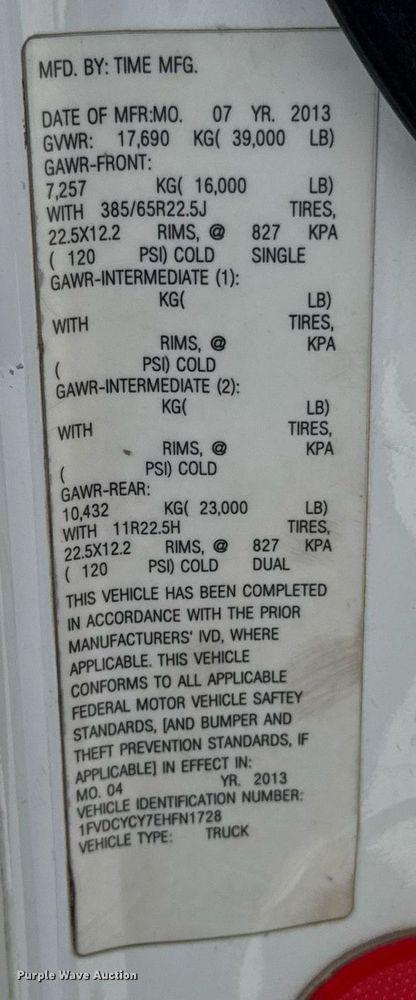 MFD. BY: TIME MFG.
DATE OF MFR:MO. 07 YR. 2013
GVWR: 17,690 KG( 39,000 LB)
GAWR-FRONT:
7,257 KG( 16,000 LB)
WITH 385/65R22.5J TIRES,
22.5X12.2 RIMS, @ 827 KPA
( 120 PSI) COLD SINGLE
GAWR-INTERMEDIATE (1):
KG( LB)
WITH TIRES,
RIMS, @ KPA
( PSI) COLD
GAWR-INTERMEDIATE (2):
KG( LB)
WITH TIRES,
RIMS, @ KPA
( PSI) COLD
GAWR-REAR:
10,432 KG( 23,000 LB)
WITH 11R22.5H TIRES,
22.5X12.2 RIMS, @ 827 KPA
( 120 PSI) COLD DUAL
THIS VEHICLE HAS BEEN COMPLETED
IN ACCORDANCE WITH THE PRIOR
MANUFACTURERS' IVD, WHERE
APPLICABLE. THIS VEHICLE
CONFORMS TO ALL APPLICABLE
FEDERAL MOTOR VEHICLE SAFTEY
STANDARDS, [AND BUMPER AND
THEFT PREVENTION STANDARDS, IF
APPLICABLE] IN EFFECT IN:
MO. 04 YR. 2013
VEHICLE IDENTIFICATION NUMBER:
1FVDCYCY7EHFN1728
VEHICLE TYPE: TRUCK
Purple Wave Auction